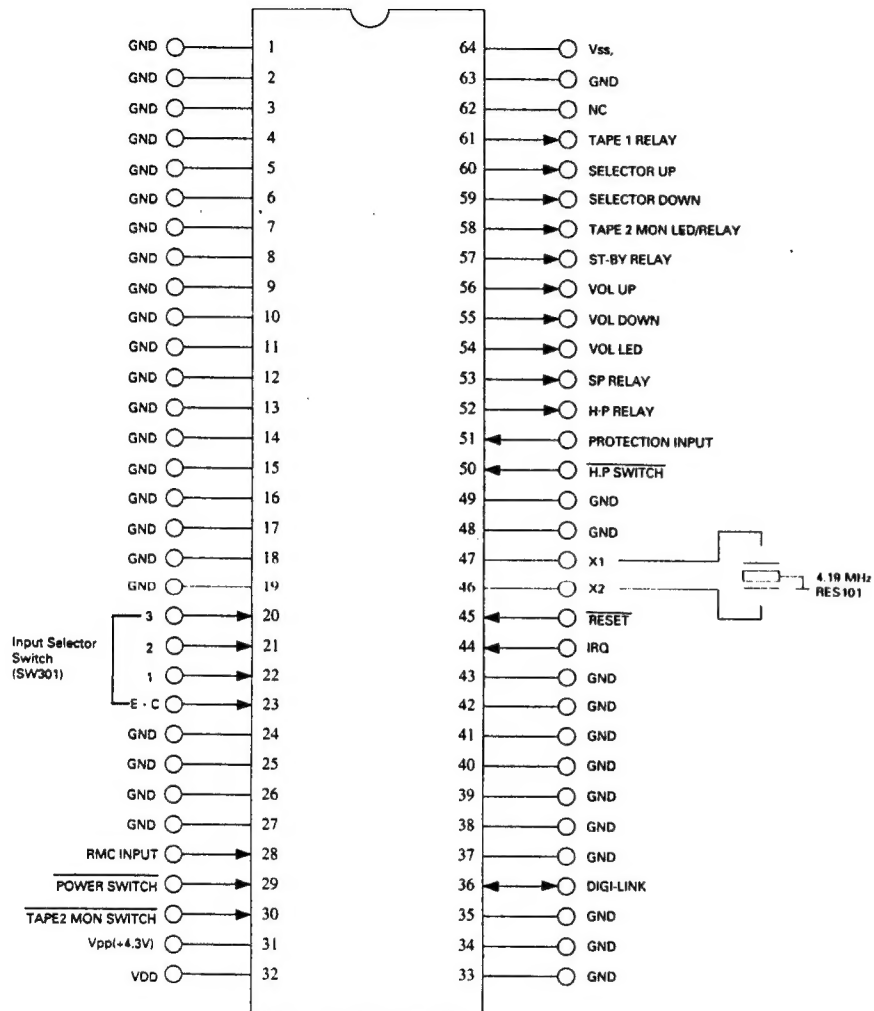 GND 1 64 Vss,
GND 2 63 GND
GND 3 62 NC
GND 4 61 TAPE 1 RELAY
GND 5 60 SELECTOR UP
GND 6 59 SELECTOR DOWN
GND 7 58 TAPE 2 MON LED/RELAY
GND 8 57 ST-BY RELAY
GND 9 56 VOL UP
GND 10 55 VOL DOWN
GND 11 54 VOL LED
GND 12 53 SP RELAY
GND 13 52 H·P RELAY
GND 14 51 PROTECTION INPUT
GND 15 50 H.P SWITCH
GND 16 49 GND
GND 17 48 GND
GND 18 47 X1
GND 19 46 X2
4.19 MHz
RES101
3 20 45 RESET
Input Selector
Switch
(SW301)
2 21 44 IRQ
1 22 43 GND
E - C 23 42 GND
GND 24 41 GND
GND 25 40 GND
GND 26 39 GND
GND 27 38 GND
RMC INPUT 28 37 GND
POWER SWITCH 29 36 DIGI-LINK
TAPE2 MON SWITCH 30 35 GND
Vpp(+4.3V) 31 34 GND
VDD 32 33 GND